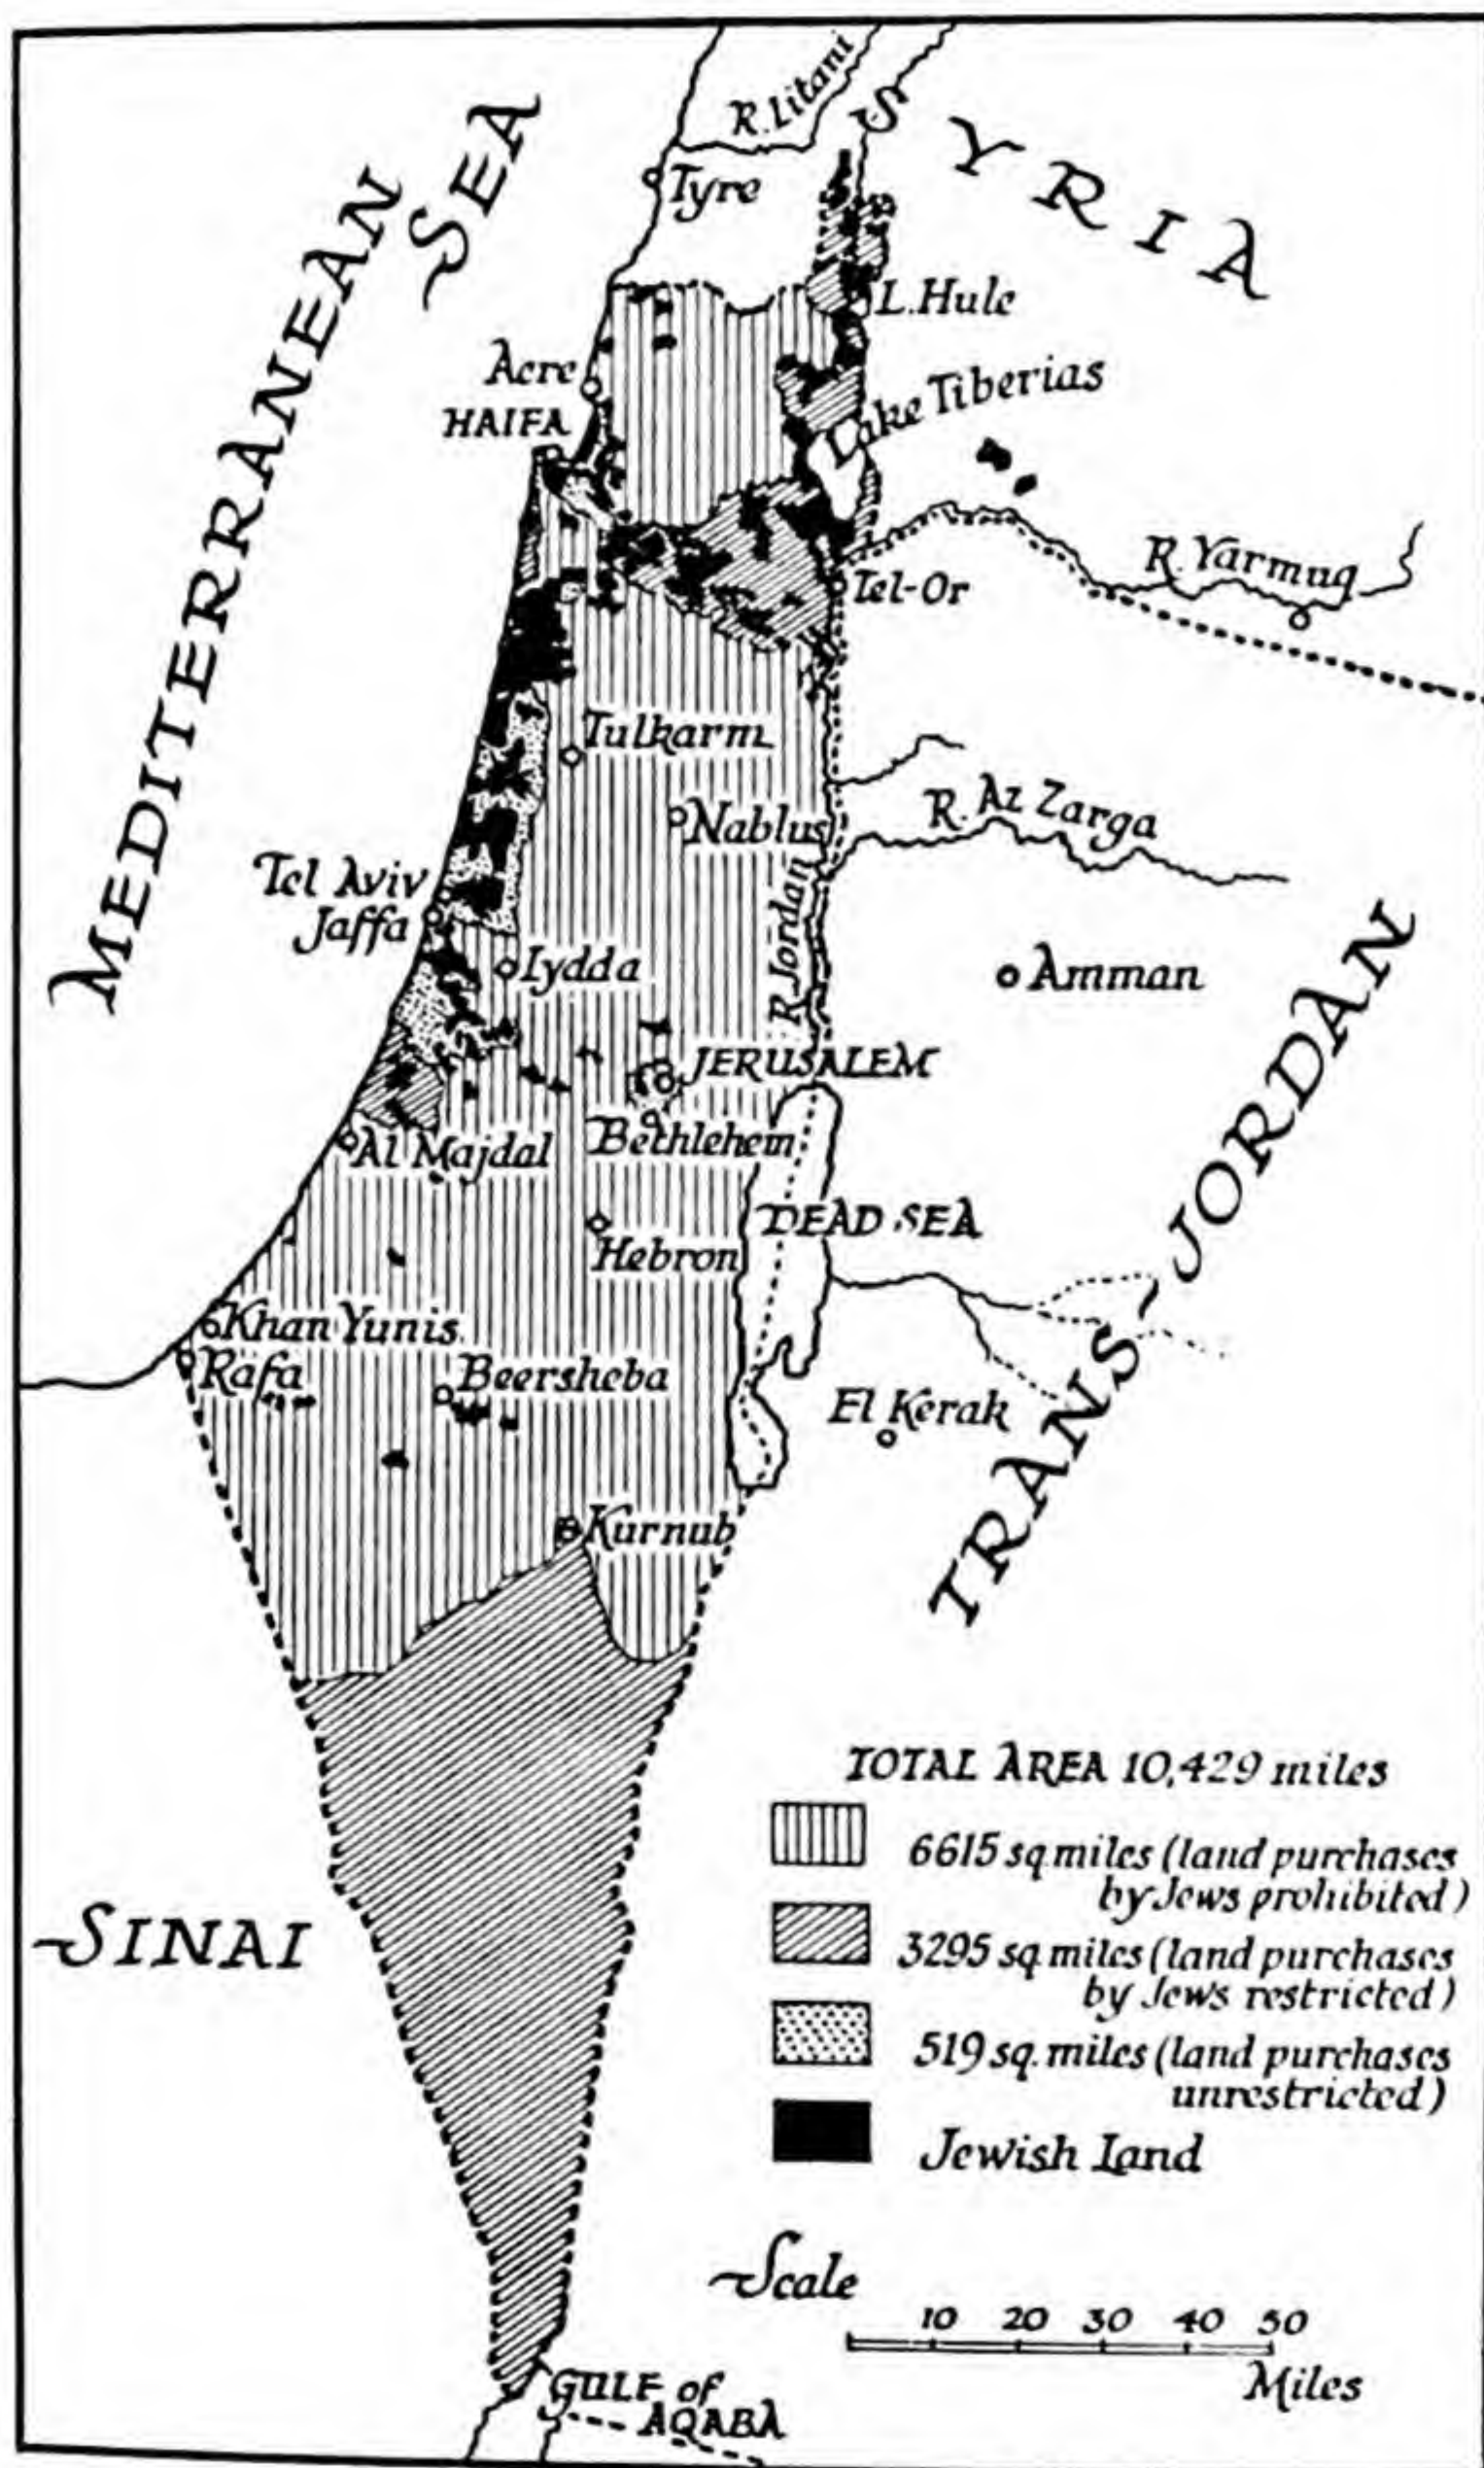 MEDITERRANEAN
SEA
R. Litani
SYRIA
Tyre
L. Hule
Acre
HAIFA
Lake Tiberias
R. Yarmuq
Tel-Or
Tulkarm
Nablus
R. Az Zarga
Tel Aviv
Jaffa
R. Jordan
Lydda
Amman
JERUSALEM
Bethlehem
Al Majdal
DEAD SEA
Hebron
TRANS-JORDAN
Khan Yunis
Rafa
Beersheba
El Kerak
Kurnub
SINAI
TOTAL AREA 10,429 miles
6615 sq miles (land purchases
by Jews prohibited)
3295 sq miles (land purchases
by Jews restricted)
519 sq. miles (land purchases
unrestricted)
Jewish Land
Scale
10 20 30 40 50
Miles
GULF of
AQABA